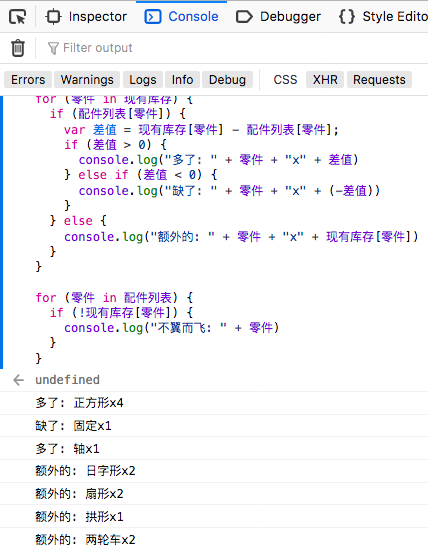 Inspector Console Debugger {} Style Edito
Filter output
Errors Warnings Logs Info Debug CSS XHR Requests
for (零件 in 现有库存) {
if (配件列表[零件]) {
var 差值 = 现有库存[零件] - 配件列表[零件];
if (差值 > 0) {
console.log("多了: " + 零件 + "x" + 差值)
} else if (差值 < 0) {
console.log("缺了: " + 零件 + "x" + (-差值))
}
} else {
console.log("额外的: " + 零件 + "x" + 现有库存[零件])
}
}
for (零件 in 配件列表) {
if (!现有库存[零件]) {
console.log("不翼而飞: " + 零件)
}
}
undefined
多了: 正方形x4
缺了: 固定x1
多了: 轴x1
额外的: 日字形x2
额外的: 扇形x2
额外的: 拱形x1
额外的: 两轮车x2